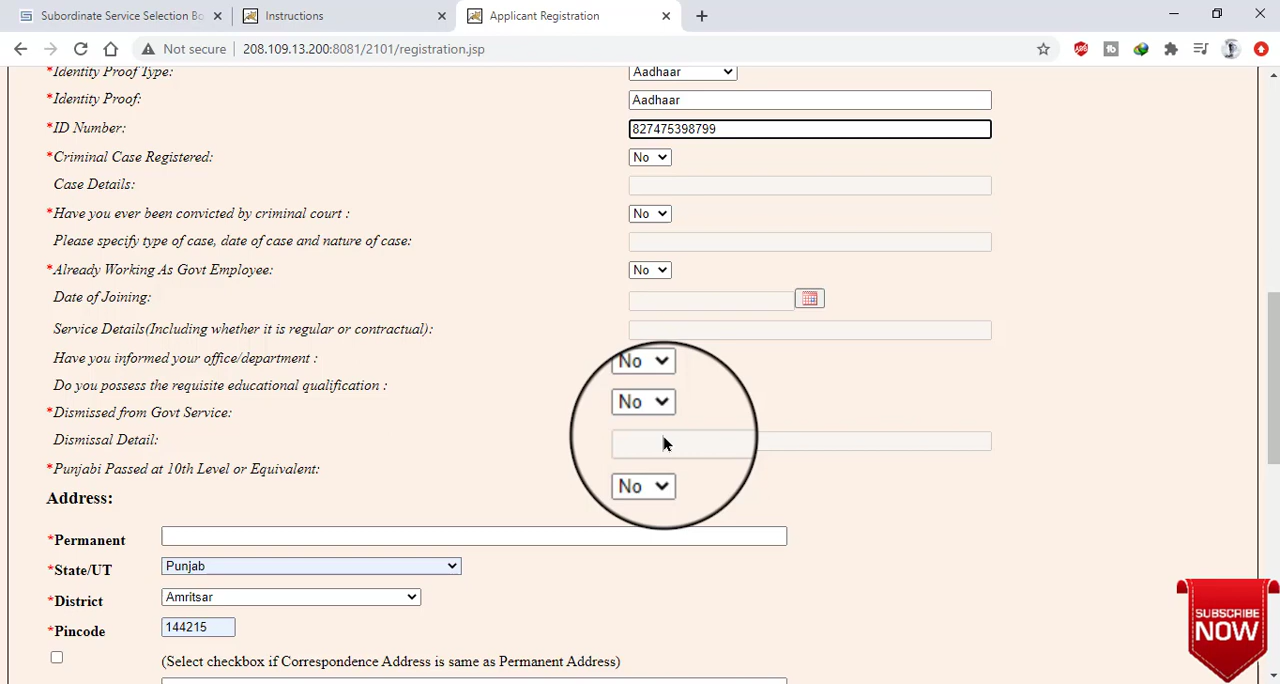 Subordinate Service Selection Bo
Instructions
Applicant Registration
Not secure
208.109.13.200:8081/2101/registration.jsp
*Identity Proof Type:
Aadhaar
*Identity Proof:
Aadhaar
*ID Number:
827475398799
*Criminal Case Registered:
No
Case Details:
*Have you ever been convicted by criminal court :
No
Please specify type of case, date of case and nature of case:
*Already Working As Govt Employee:
No
Date of Joining:
Service Details(Including whether it is regular or contractual):
Have you informed your office/department :
No
Do you possess the requisite educational qualification :
No
*Dismissed from Govt Service:
Dismissal Detail:
*Punjabi Passed at 10th Level or Equivalent:
No
Address:
*Permanent
*State/UT
Punjab
*District
Amritsar
*Pincode
144215
(Select checkbox if Correspondence Address is same as Permanent Address)
SUBSCRIBE
NOW